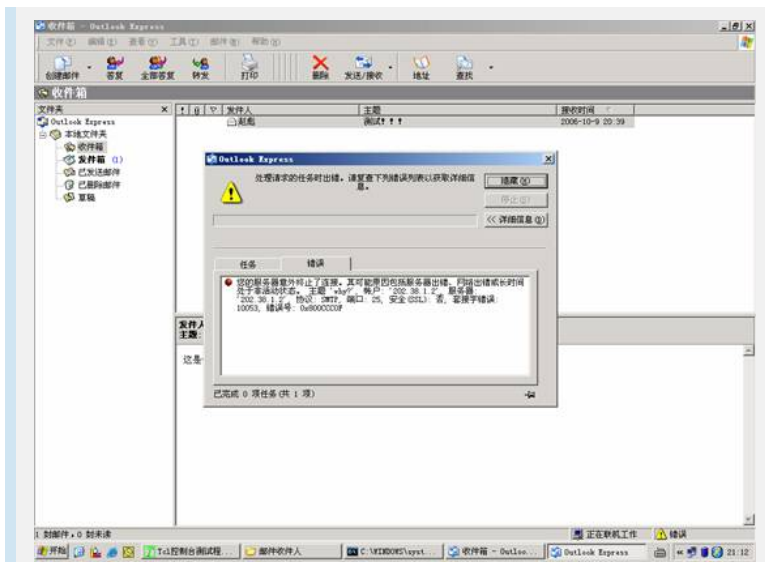 收件箱 - Outlook Express
文件(F) 编辑(E) 查看(V) 工具(T) 邮件(M) 帮助(H)
创建邮件 答复 全部答复 转发 打印 删除 发送/接收 地址 查找
收件箱
文件夹
Outlook Express
本地文件夹
收件箱
发件箱 (1)
已发送邮件
已删除邮件
草稿
! 发件人 主题 接收时间
赵彪 测试!!! 2006-10-9 20:39
发件人
主题:
这是
Outlook Express
处理请求的任务时出错。请复查下列错误列表以获取详细信息。
隐藏(H)
停止(S)
<< 详细信息(D)
任务 错误
您的服务器意外终止了连接。其可能原因包括服务器出错、网络出错或长时间
处于非活动状态。 主题 'why?', 帐户: '202.38.1.2', 服务器:
'202.38.1.2', 协议: SMTP, 端口: 25, 安全(SSL): 否, 套接字错误:
10053, 错误号: 0x800CCC0F
已完成 0 项任务(共 1 项)
1 封邮件，0 封未读 正在联机工作 错误
开始 Tcl控制台测试程... 邮件收件人 C:\WINDOWS\syst... 收件箱 - Outloo... Outlook Express 21:12